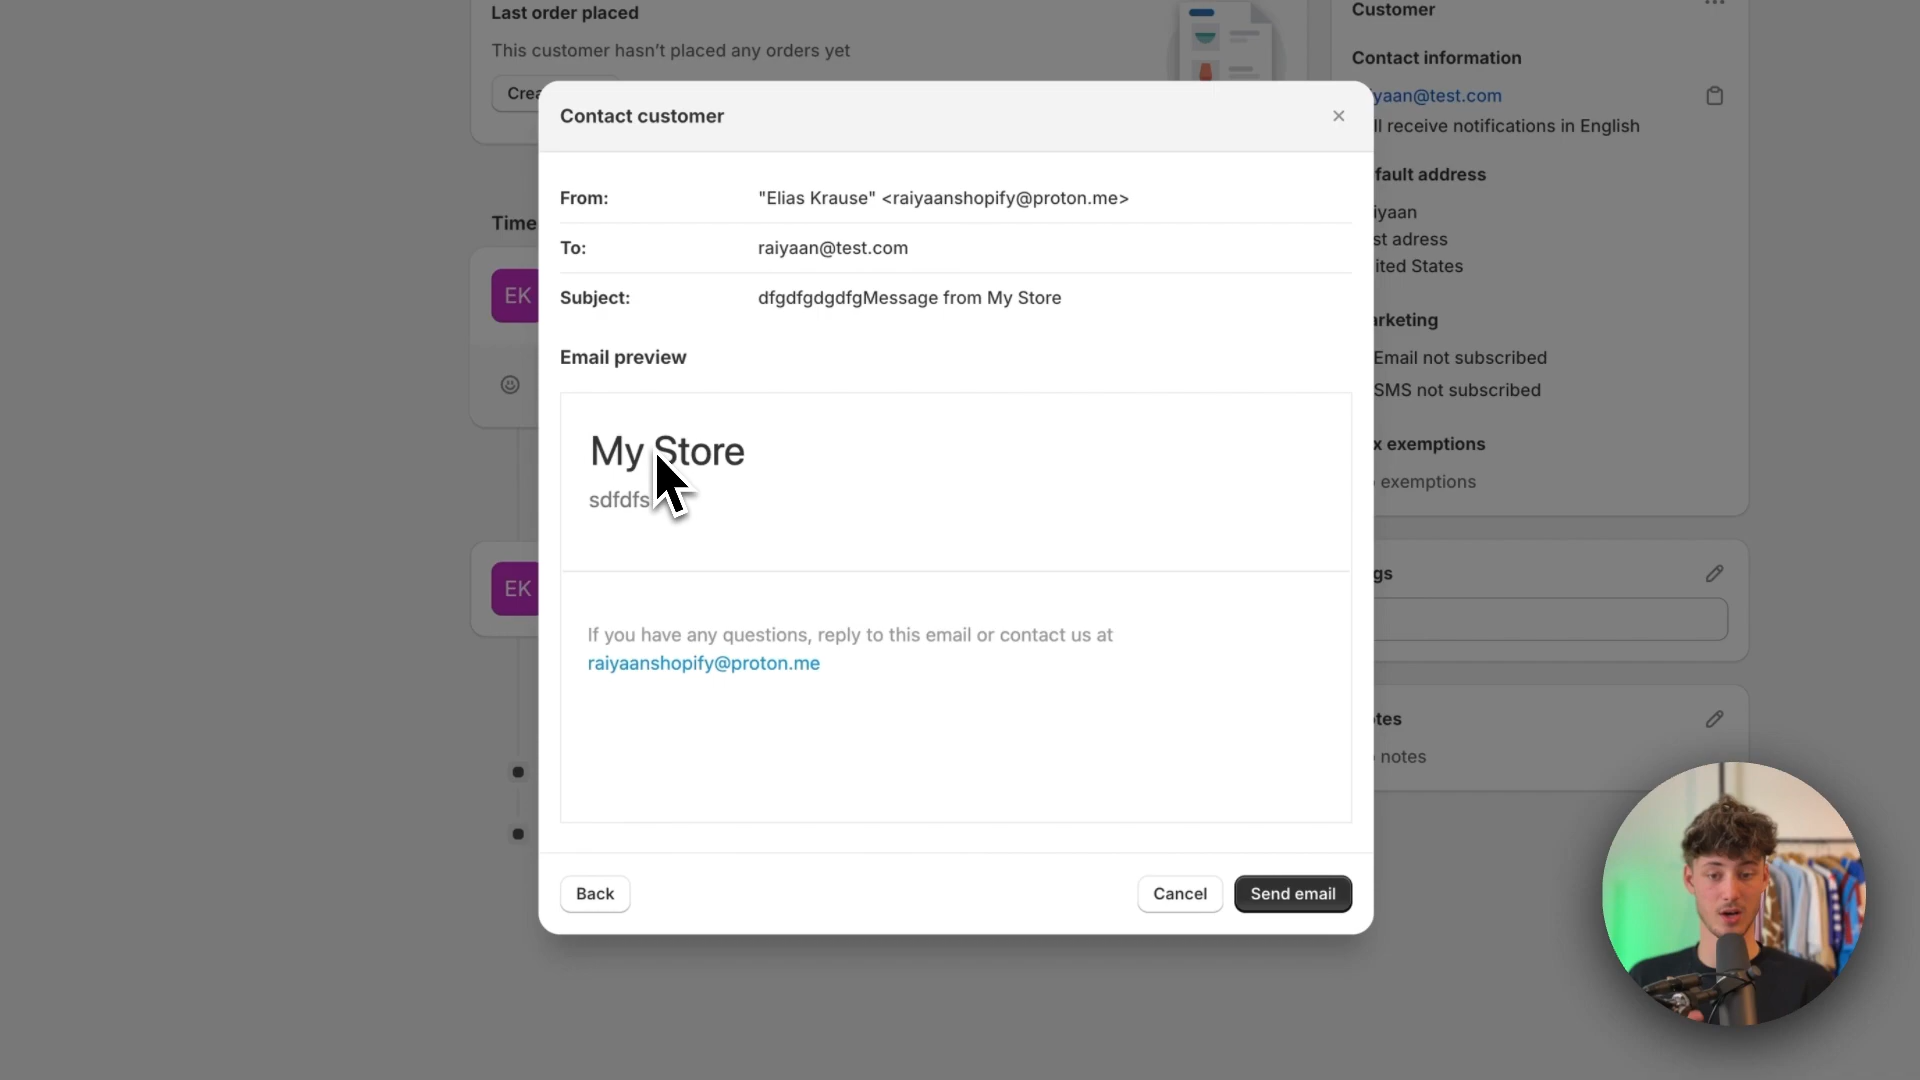 Last order placed
This customer hasn't placed any orders yet
Crea
Customer
Contact information
yaan@test.com
ll receive notifications in English
fault address
iyaan
st adress
ited States
arketing
Email not subscribed
SMS not subscribed
x exemptions
exemptions
gs
tes
notes
Time
EK
EK
Contact customer
From:
"Elias Krause" <raiyaanshopify@proton.me>
To:
raiyaan@test.com
Subject:
dfgdfgdgdfgMessage from My Store
Email preview
My Store
sdfdfs
If you have any questions, reply to this email or contact us at
raiyaanshopify@proton.me
Back
Cancel
Send email